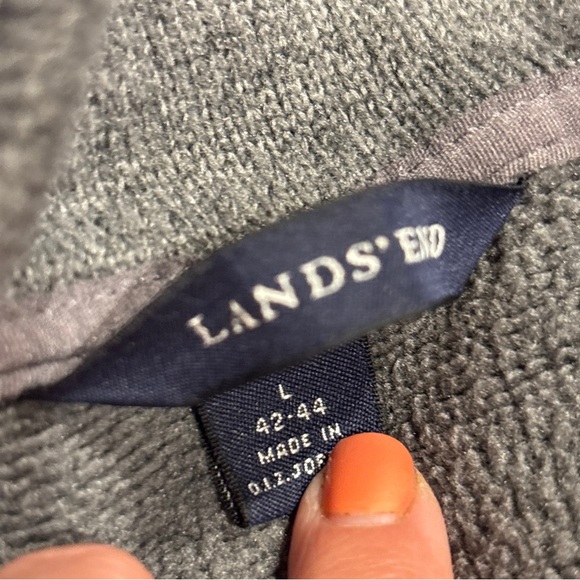 LANDS' END
L
42-44
MADE IN